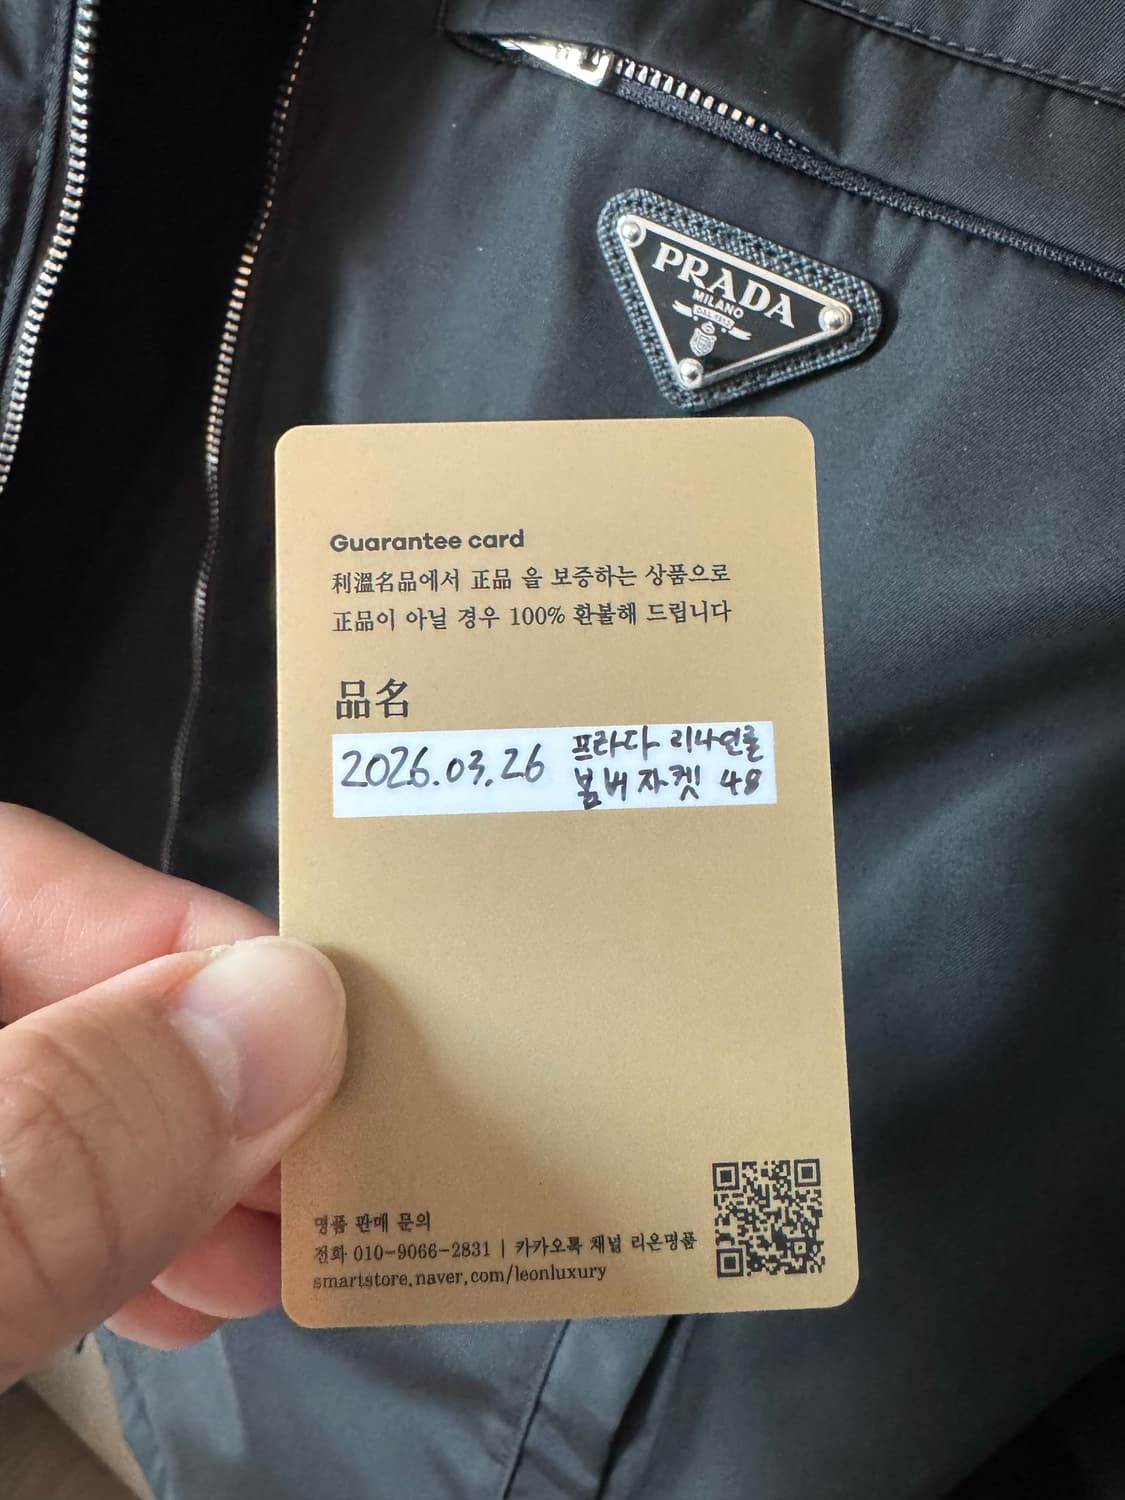 PRADA
MILANO
DAL 1913
Guarantee card
利溫名品에서 正品 을 보증하는 상품으로
正品이 아닐 경우 100% 환불해 드립니다
品名
2026.03.26 프라다 리나일론
봄버자켓 48
명품 판매 문의
전화 010-9066-2831 | 카카오톡 채널 리온명품
smartstore.naver.com/leonluxury